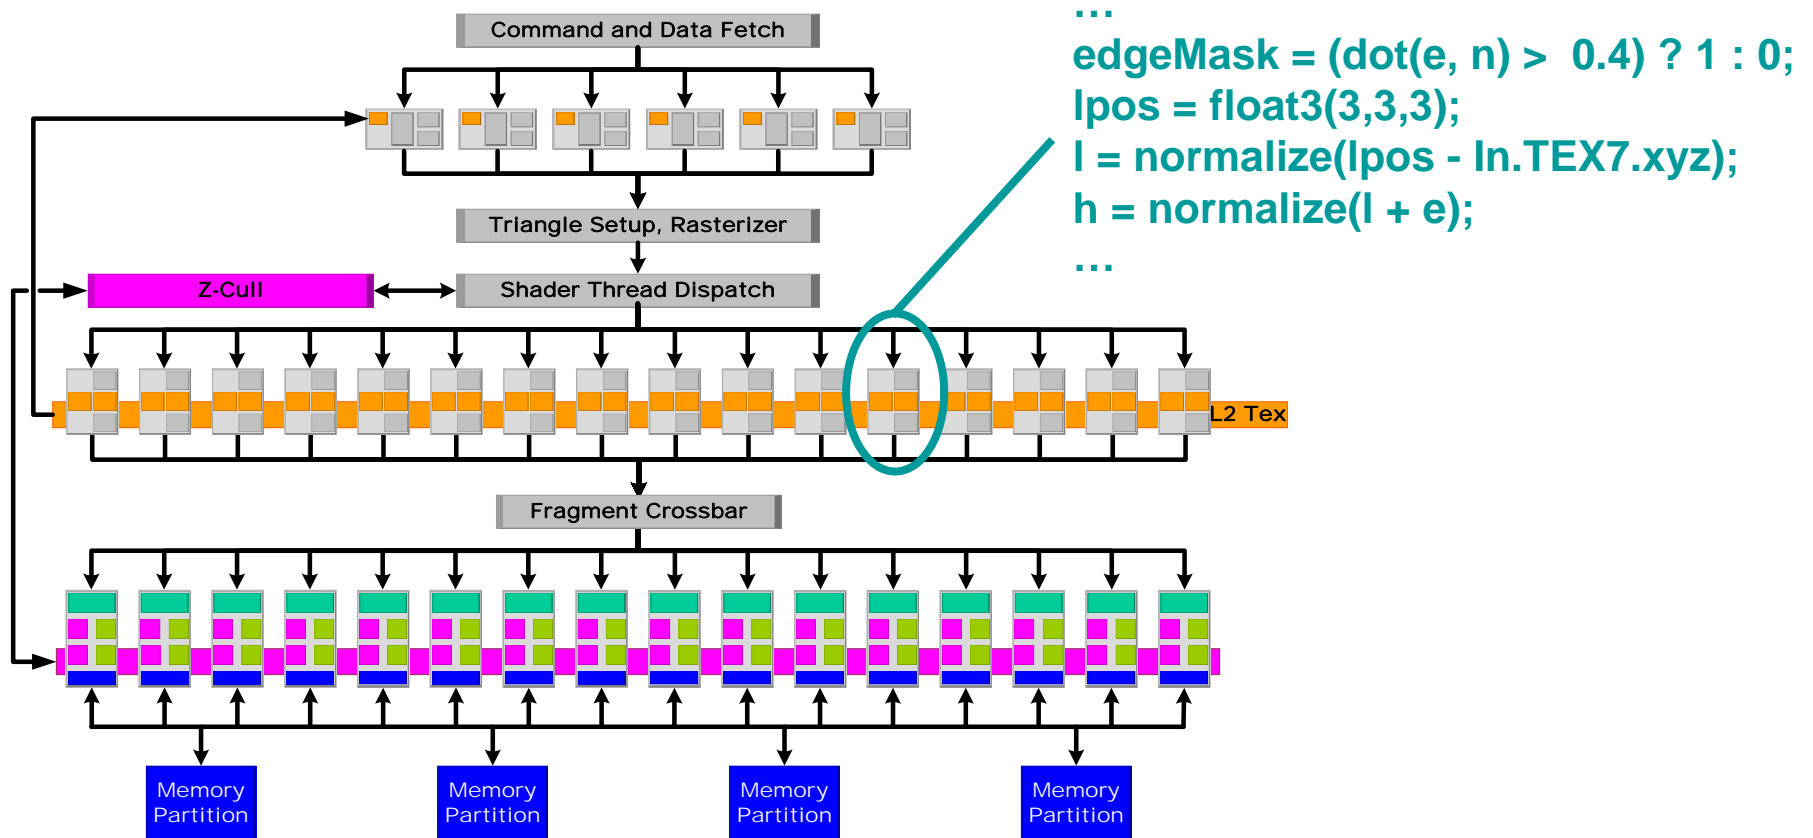 Command and Data Fetch
…
edgeMask = (dot(e, n) > 0.4) ? 1 : 0;
lpos = float3(3,3,3);
l = normalize(lpos - In.TEX7.xyz);
h = normalize(l + e);
…
Triangle Setup, Rasterizer
Z-Cull
Shader Thread Dispatch
L2 Tex
Fragment Crossbar
Memory
Partition
Memory
Partition
Memory
Partition
Memory
Partition